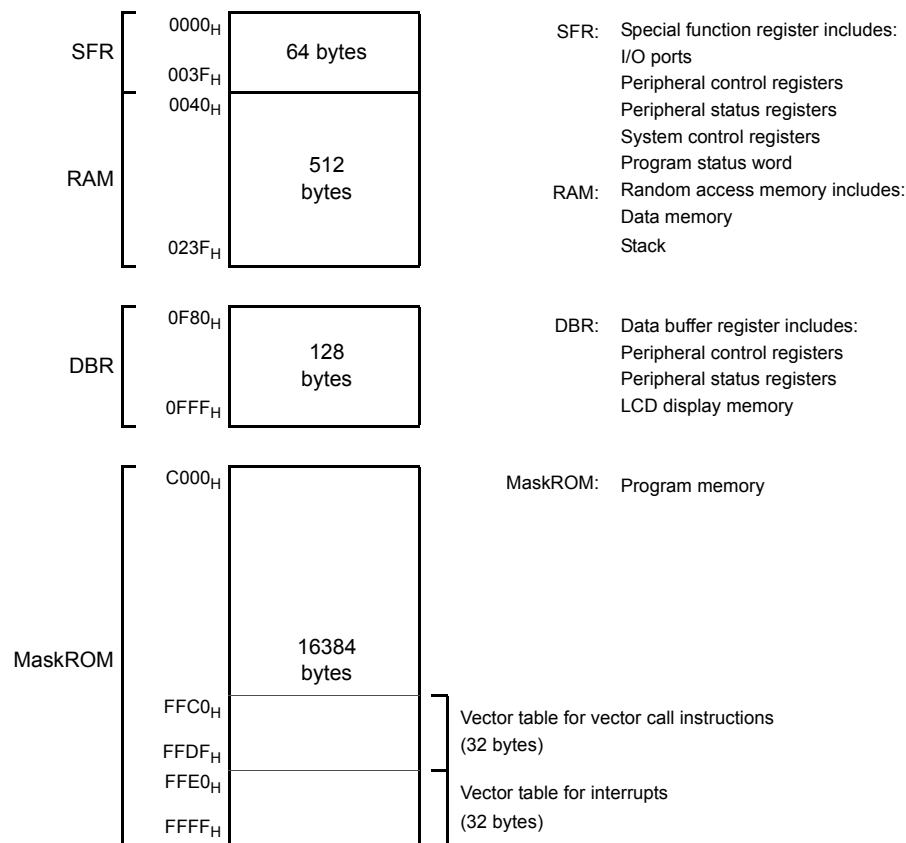 SFR
0000H
64 bytes
003FH
RAM
0040H
512
bytes
023FH
SFR: Special function register includes:
I/O ports
Peripheral control registers
Peripheral status registers
System control registers
Program status word
RAM: Random access memory includes:
Data memory
Stack
DBR
0F80H
128
bytes
0FFFH
DBR: Data buffer register includes:
Peripheral control registers
Peripheral status registers
LCD display memory
MaskROM
C000H
16384
bytes
MaskROM: Program memory
FFC0H
FFDFH
Vector table for vector call instructions
(32 bytes)
FFE0H
FFFFH
Vector table for interrupts
(32 bytes)